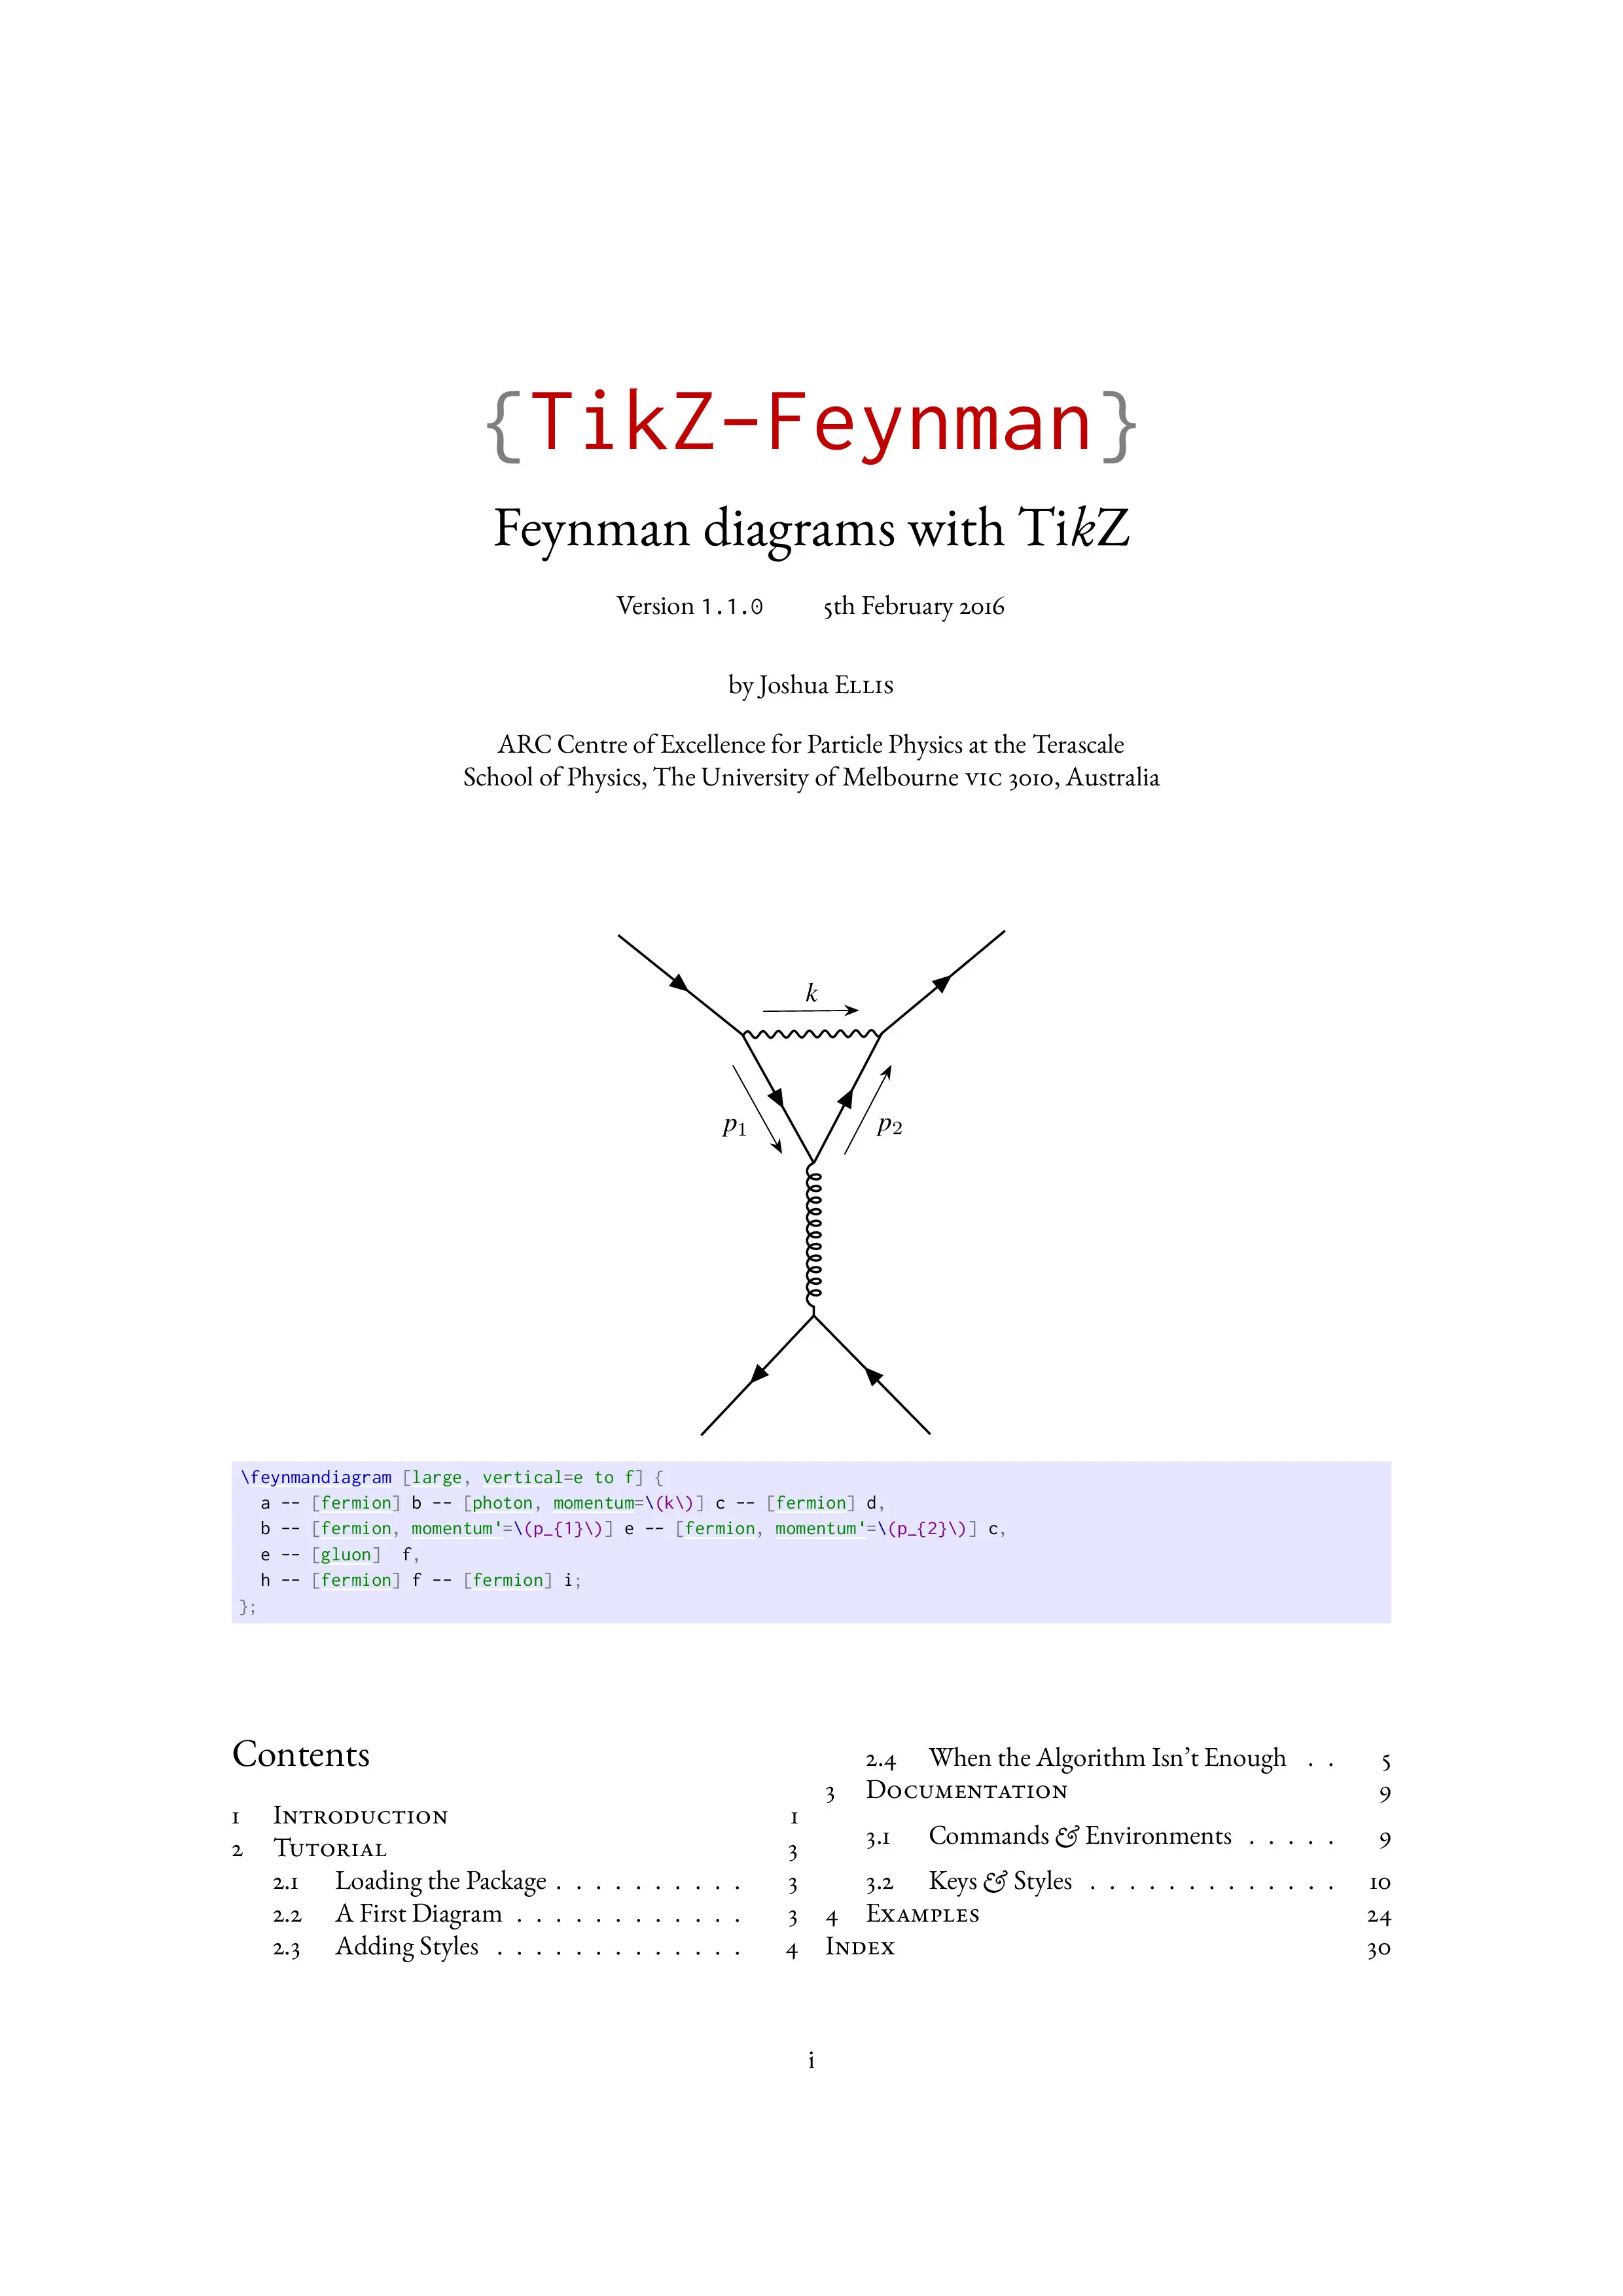 {TikZ-Feynman}
Feynman diagrams with TikZ
Version 1.1.0 5th February 2016
by Joshua Ellis
ARC Centre of Excellence for Particle Physics at the Terascale
School of Physics, The University of Melbourne VIC 3010, Australia
k
p1 p2
\feynmandiagram [large, vertical=e to f] {
  a -- [fermion] b -- [photon, momentum=\(k\)] c -- [fermion] d,
  b -- [fermion, momentum'=\(p_{1}\)] e -- [fermion, momentum'=\(p_{2}\)] c,
  e -- [gluon]  f,
  h -- [fermion] f -- [fermion] i;
};
Contents
1 Introduction 1
2 Tutorial 3
2.1 Loading the Package . . . . . . . . . . 3
2.2 A First Diagram . . . . . . . . . . . . 3
2.3 Adding Styles . . . . . . . . . . . . . 4
2.4 When the Algorithm Isn't Enough . . 5
3 Documentation 9
3.1 Commands & Environments . . . . . 9
3.2 Keys & Styles . . . . . . . . . . . . . 10
4 Examples 24
Index 30
i